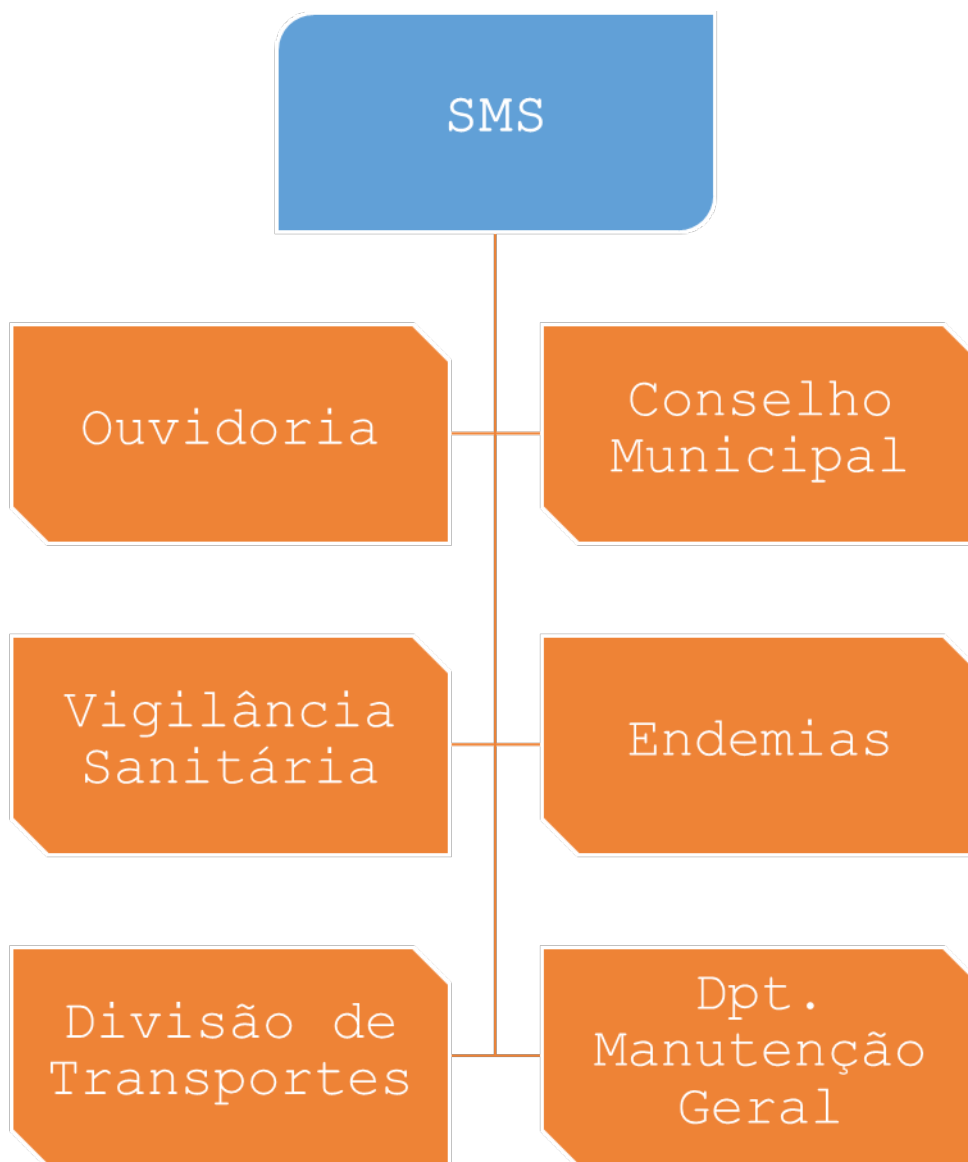 SMS
Ouvidoria
Conselho
Municipal
Vigilância
Sanitária
Endemias
Divisão de
Transportes
Dpt.
Manutenção
Geral